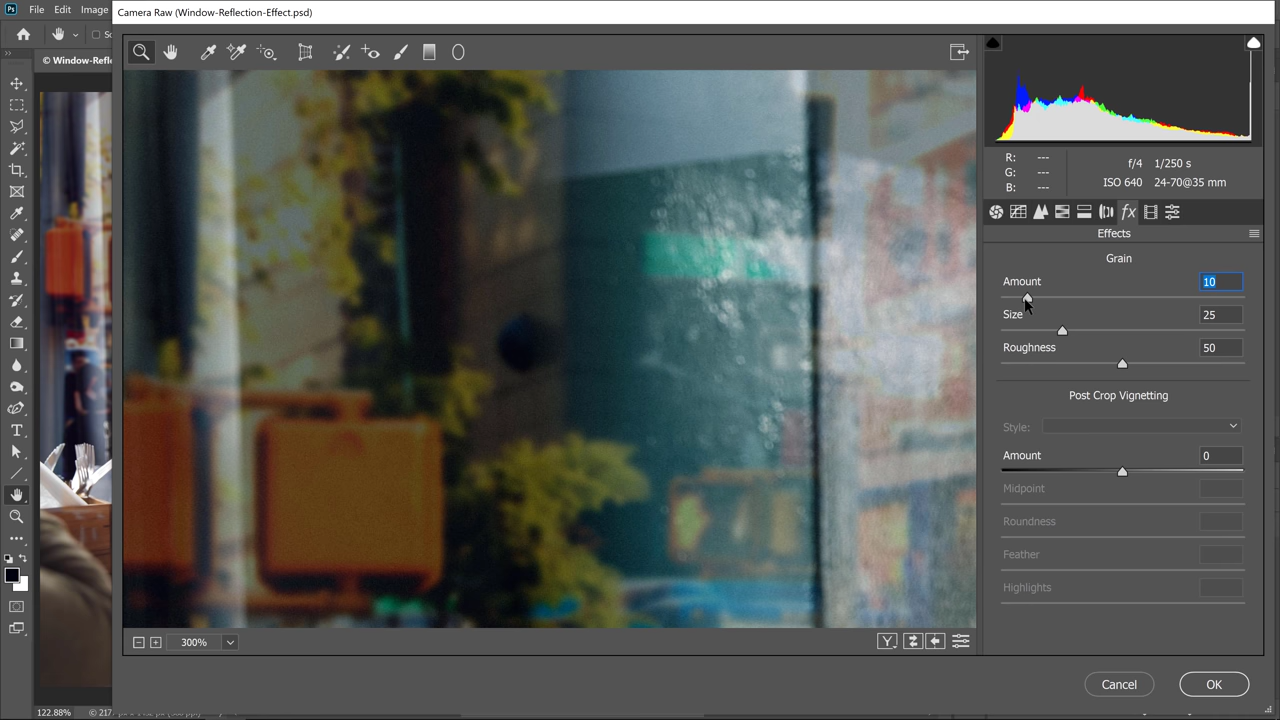 Ps File Edit Image
Camera Raw (Window-Reflection-Effect.psd)
© Window-Refle
R: ---
G: ---
B: ---
f/4 1/250 s
ISO 640 24-70@35 mm
fx
Effects
Grain
Amount 10
Size 25
Roughness 50
Post Crop Vignetting
Style:
Amount 0
Midpoint
Roundness
Feather
Highlights
300%
Y
Cancel OK
122.88%